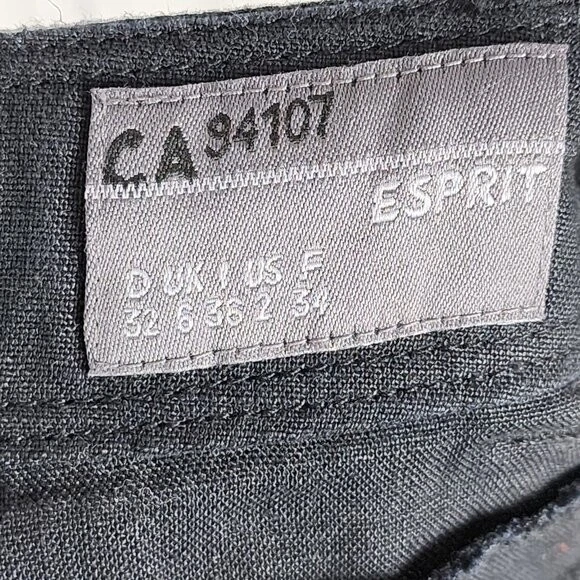 CA 94107
ESPRIT
D UK I US F
32 6 36 2 34